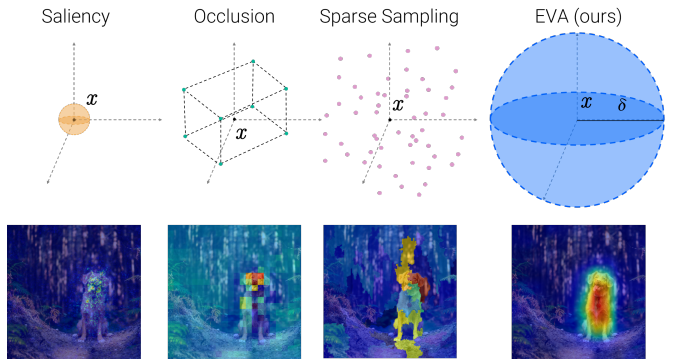 Saliency
Occlusion
Sparse Sampling
EVA (ours)
x
x
x
x
δ